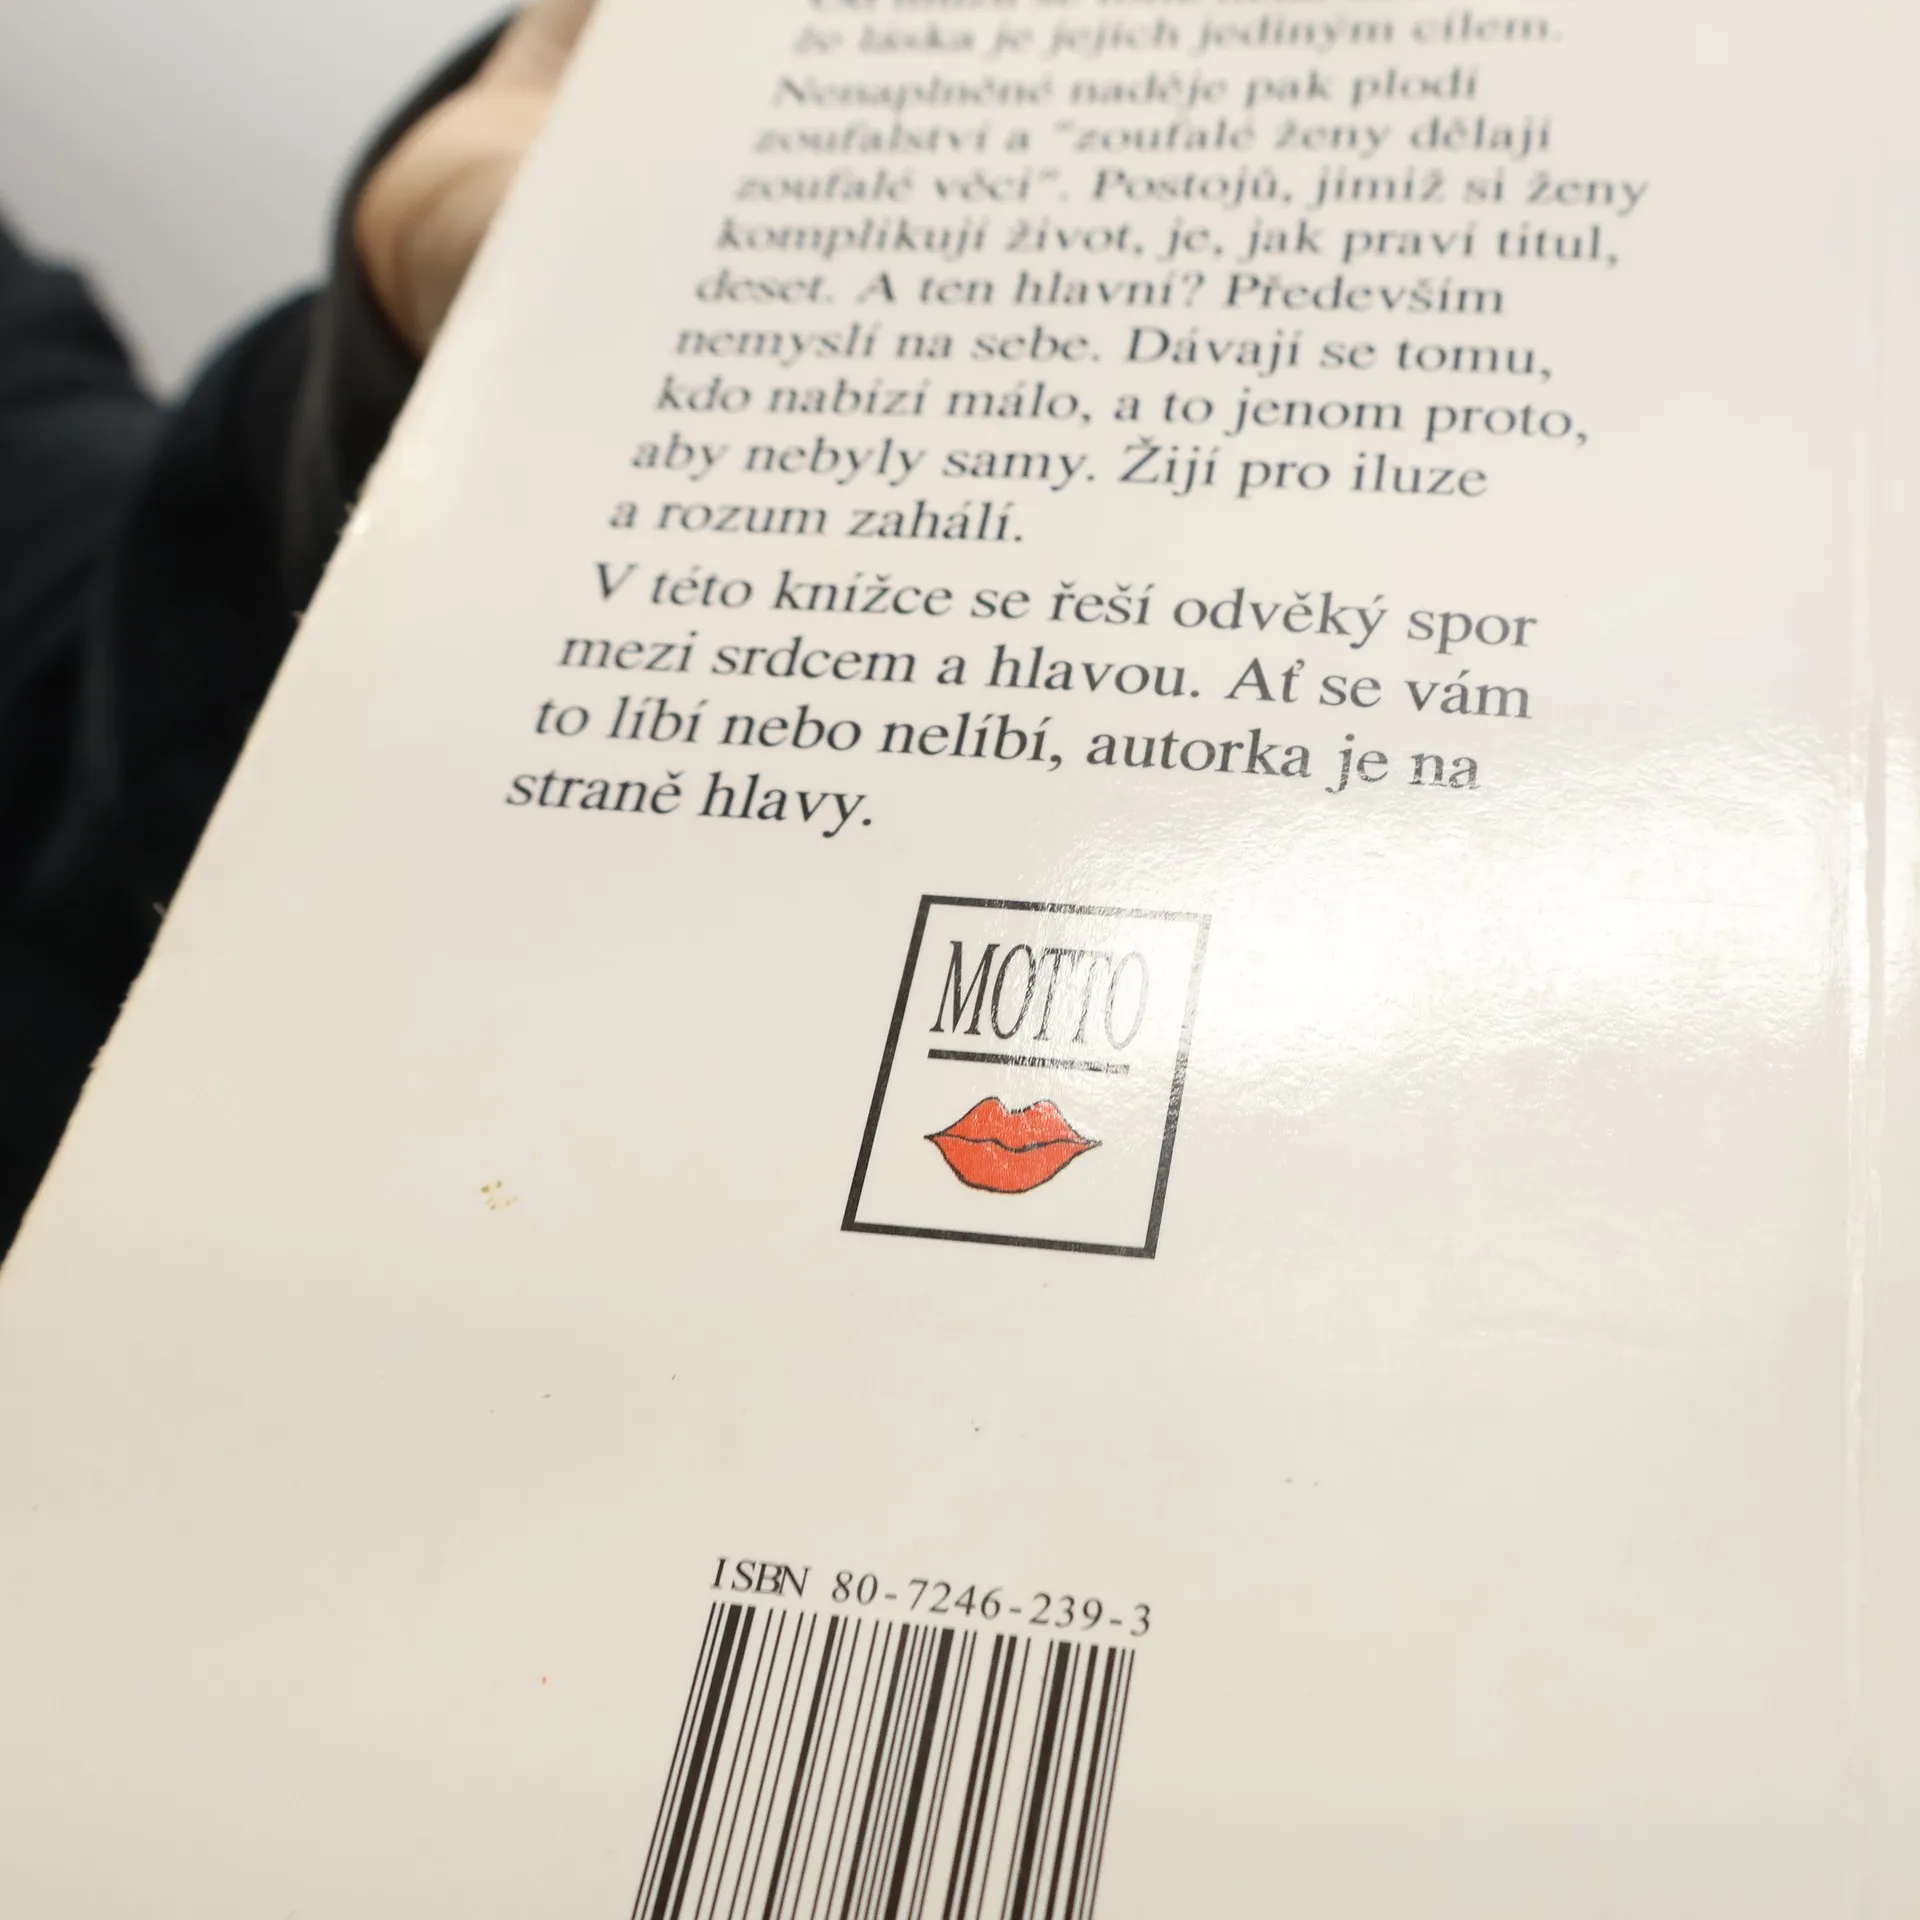 že láska je jejich jediným cílem.
Nenaplněné naděje pak plodí
zoufalství a "zoufalé ženy dělají
zoufalé věci". Postojů, jimiž si ženy
komplikují život, je, jak praví titul,
deset. A ten hlavní? Především
nemyslí na sebe. Dávají se tomu,
kdo nabízí málo, a to jenom proto,
aby nebyly samy. Žijí pro iluze
a rozum zahálí.
V této knížce se řeší odvěký spor
mezi srdcem a hlavou. Ať se vám
to líbí nebo nelíbí, autorka je na
straně hlavy.
MOTTO
ISBN 80-7246-239-3